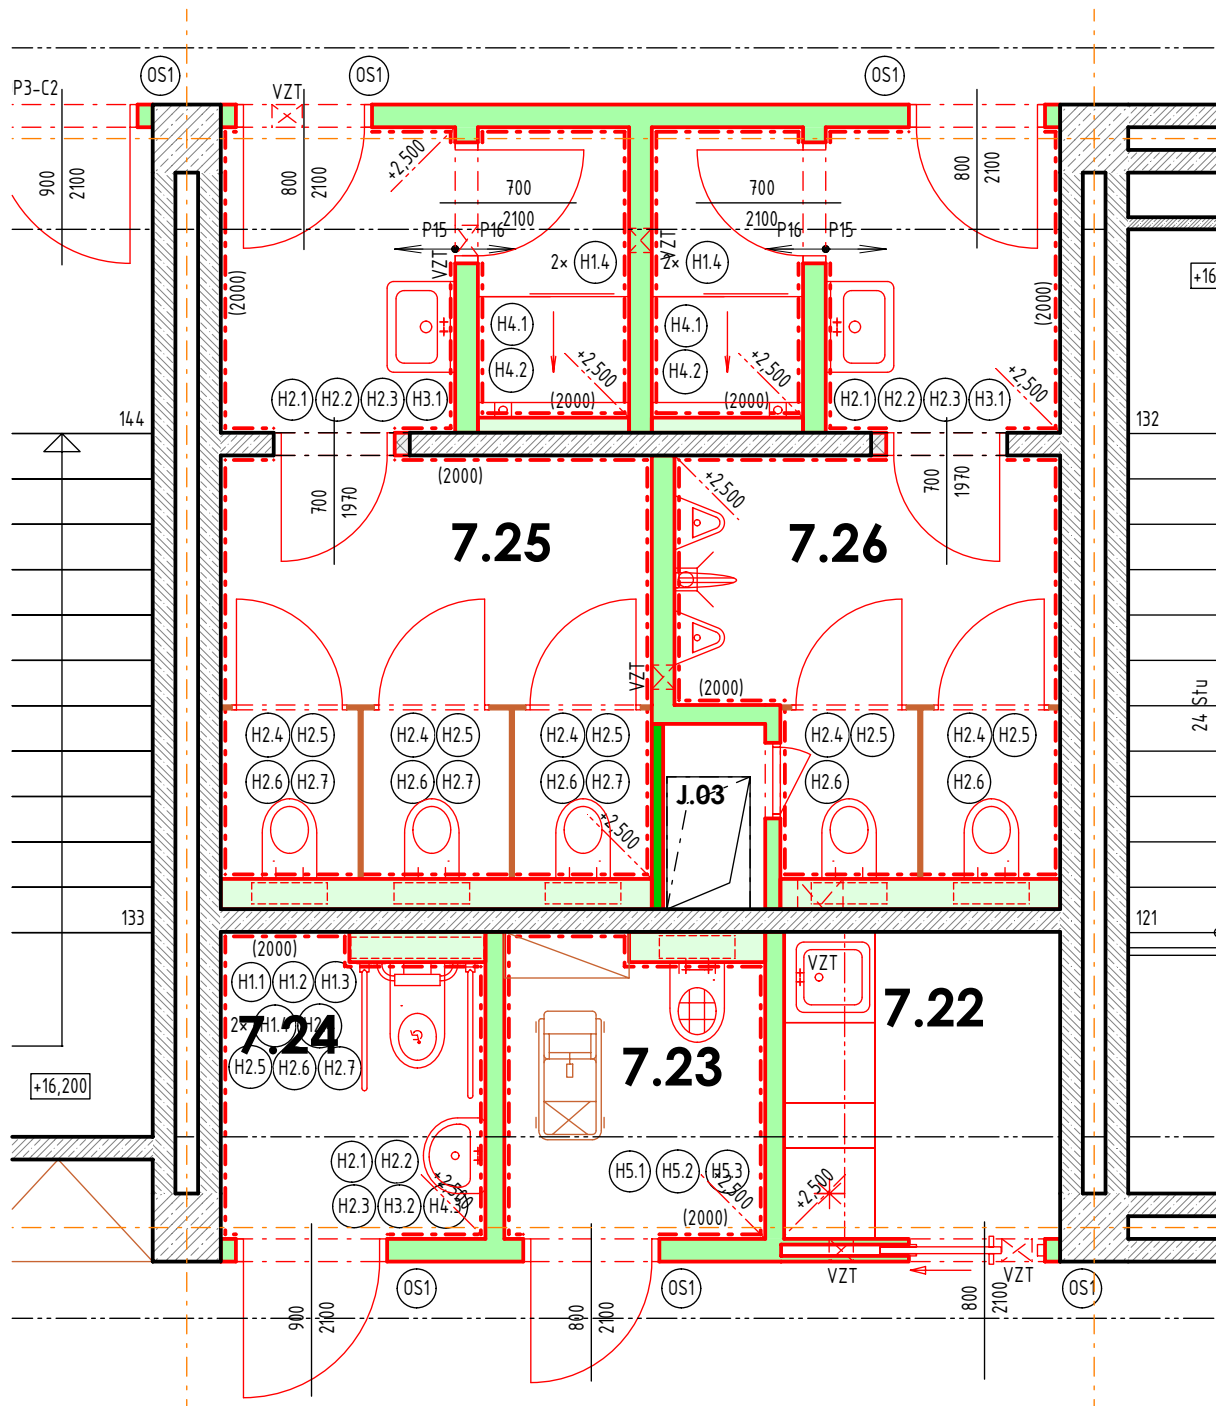 OS1
OS1
OS1
P3-C2
VZT
900
2100
800
2100
+2,500
700
2100
700
2100
800
2100
P15
P16
P16
P15
VZT
VZT
2× H1.4
2× H1.4
+16
(2000)
(2000)
H4.1
H4.1
H4.2
H4.2
+2,500
+2,500
+2,500
H2.1 H2.2 H2.3 H3.1
(2000)
(2000)
H2.1 H2.2 H2.3 H3.1
144
132
(2000)
700
1970
+2,500
700
1970
7.25
7.26
VZT
(2000)
24 Stu
H2.4 H2.5
H2.4 H2.5
H2.4 H2.5
H2.4 H2.5
H2.4 H2.5
H2.6 H2.7
H2.6 H2.7
H2.6 H2.7
H2.6
H2.6
J.03
+2,500
133
121
(2000)
H1.1 H1.2 H1.3
2× H1.4
7.24
H2.5 H2.6 H2.7
VZT
7.22
7.23
+16,200
H2.1 H2.2
H2.3 H3.2
+2,500
H5.1 H5.2 H5.3
+2,500
(2000)
+2,500
OS1
OS1
VZT
VZT
OS1
900
2100
800
2100
800
2100